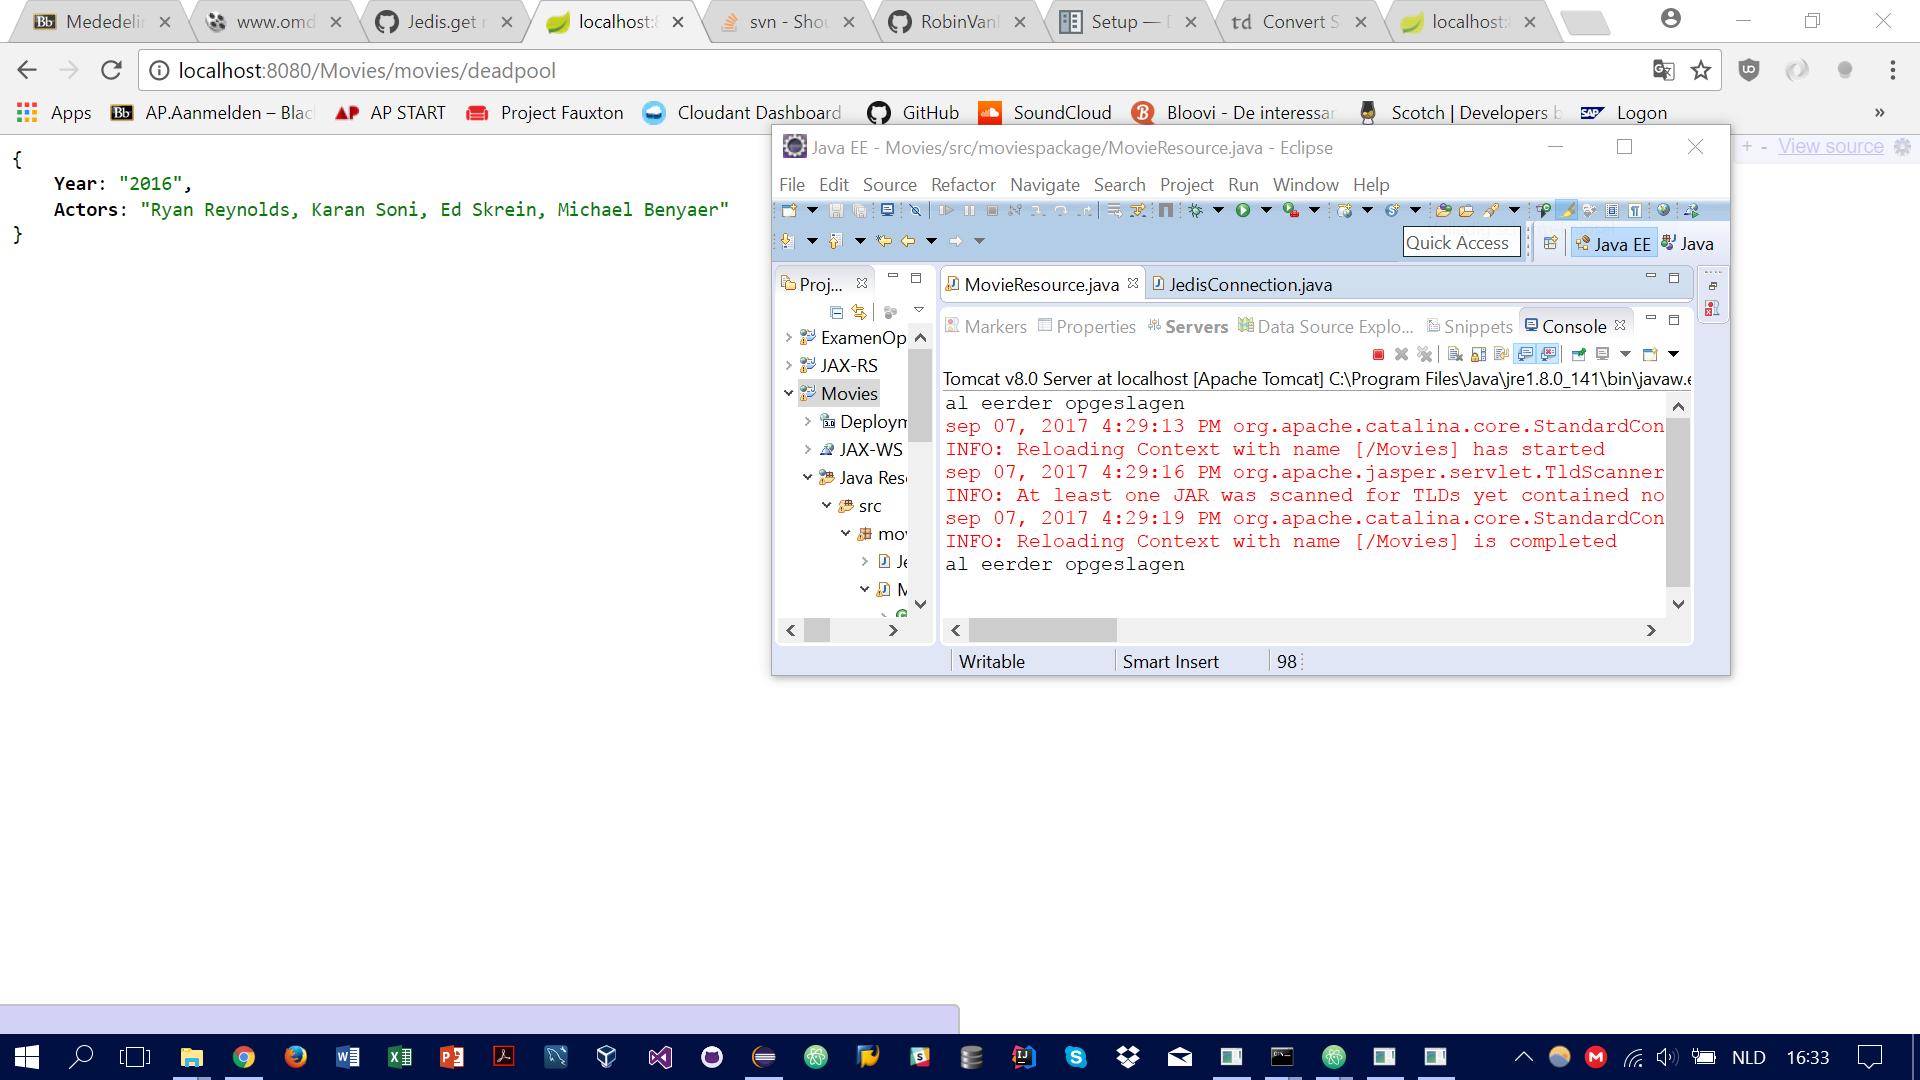 Mededelin
www.omd
Jedis.get r
localhost:8
svn - Shou
RobinVanl
Setup — D
Convert S
localhost:
localhost:8080/Movies/movies/deadpool
Apps
AP.Aanmelden – Blac
AP START
Project Fauxton
Cloudant Dashboard
GitHub
SoundCloud
Bloovi - De interessar
Scotch | Developers b
Logon
»
{
Year: "2016",
Actors: "Ryan Reynolds, Karan Soni, Ed Skrein, Michael Benyaer"
}
+ - View source
Java EE - Movies/src/moviespackage/MovieResource.java - Eclipse
File Edit Source Refactor Navigate Search Project Run Window Help
Quick Access
Java EE
Java
Proj...
MovieResource.java
JedisConnection.java
Markers
Properties
Servers
Data Source Explo...
Snippets
Console
ExamenOp
JAX-RS
Movies
Deploym
JAX-WS
Java Res
src
mov
Je
M
Tomcat v8.0 Server at localhost [Apache Tomcat] C:\Program Files\Java\jre1.8.0_141\bin\javaw.e
al eerder opgeslagen
sep 07, 2017 4:29:13 PM org.apache.catalina.core.StandardCon
INFO: Reloading Context with name [/Movies] has started
sep 07, 2017 4:29:16 PM org.apache.jasper.servlet.TldScanner
INFO: At least one JAR was scanned for TLDs yet contained no
sep 07, 2017 4:29:19 PM org.apache.catalina.core.StandardCon
INFO: Reloading Context with name [/Movies] is completed
al eerder opgeslagen
Writable
Smart Insert
98
NLD
16:33